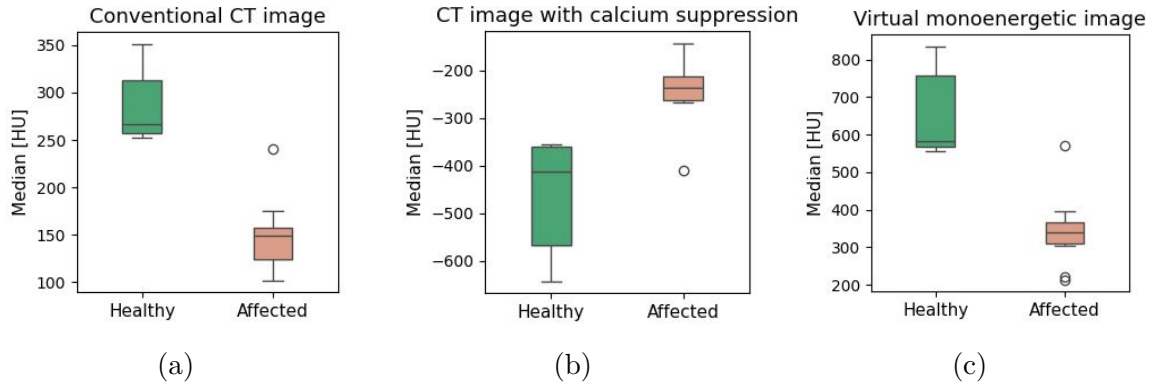 Conventional CT image
Median [HU]
350
300
250
200
150
100
Healthy
Affected
(a)
CT image with calcium suppression
Median [HU]
−200
−300
−400
−500
−600
Healthy
Affected
(b)
Virtual monoenergetic image
Median [HU]
800
700
600
500
400
300
200
Healthy
Affected
(c)